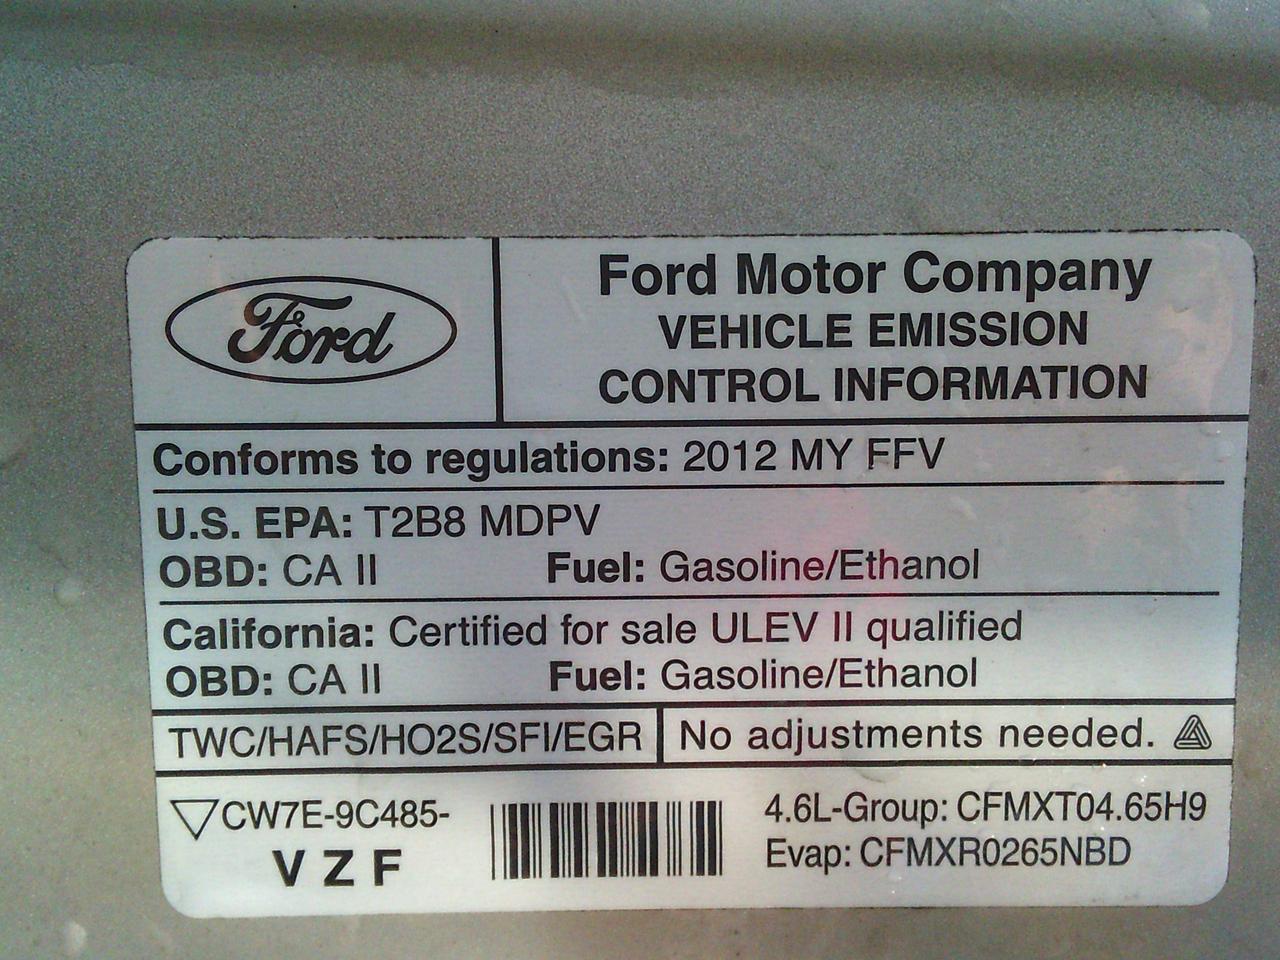 Ford
Ford Motor Company
VEHICLE EMISSION
CONTROL INFORMATION
Conforms to regulations: 2012 MY FFV
U.S. EPA: T2B8 MDPV
OBD: CA II Fuel: Gasoline/Ethanol
California: Certified for sale ULEV II qualified
OBD: CA II Fuel: Gasoline/Ethanol
TWC/HAFS/HO2S/SFI/EGR No adjustments needed.
CW7E-9C485-
VZF
4.6L-Group: CFMXT04.65H9
Evap: CFMXR0265NBD